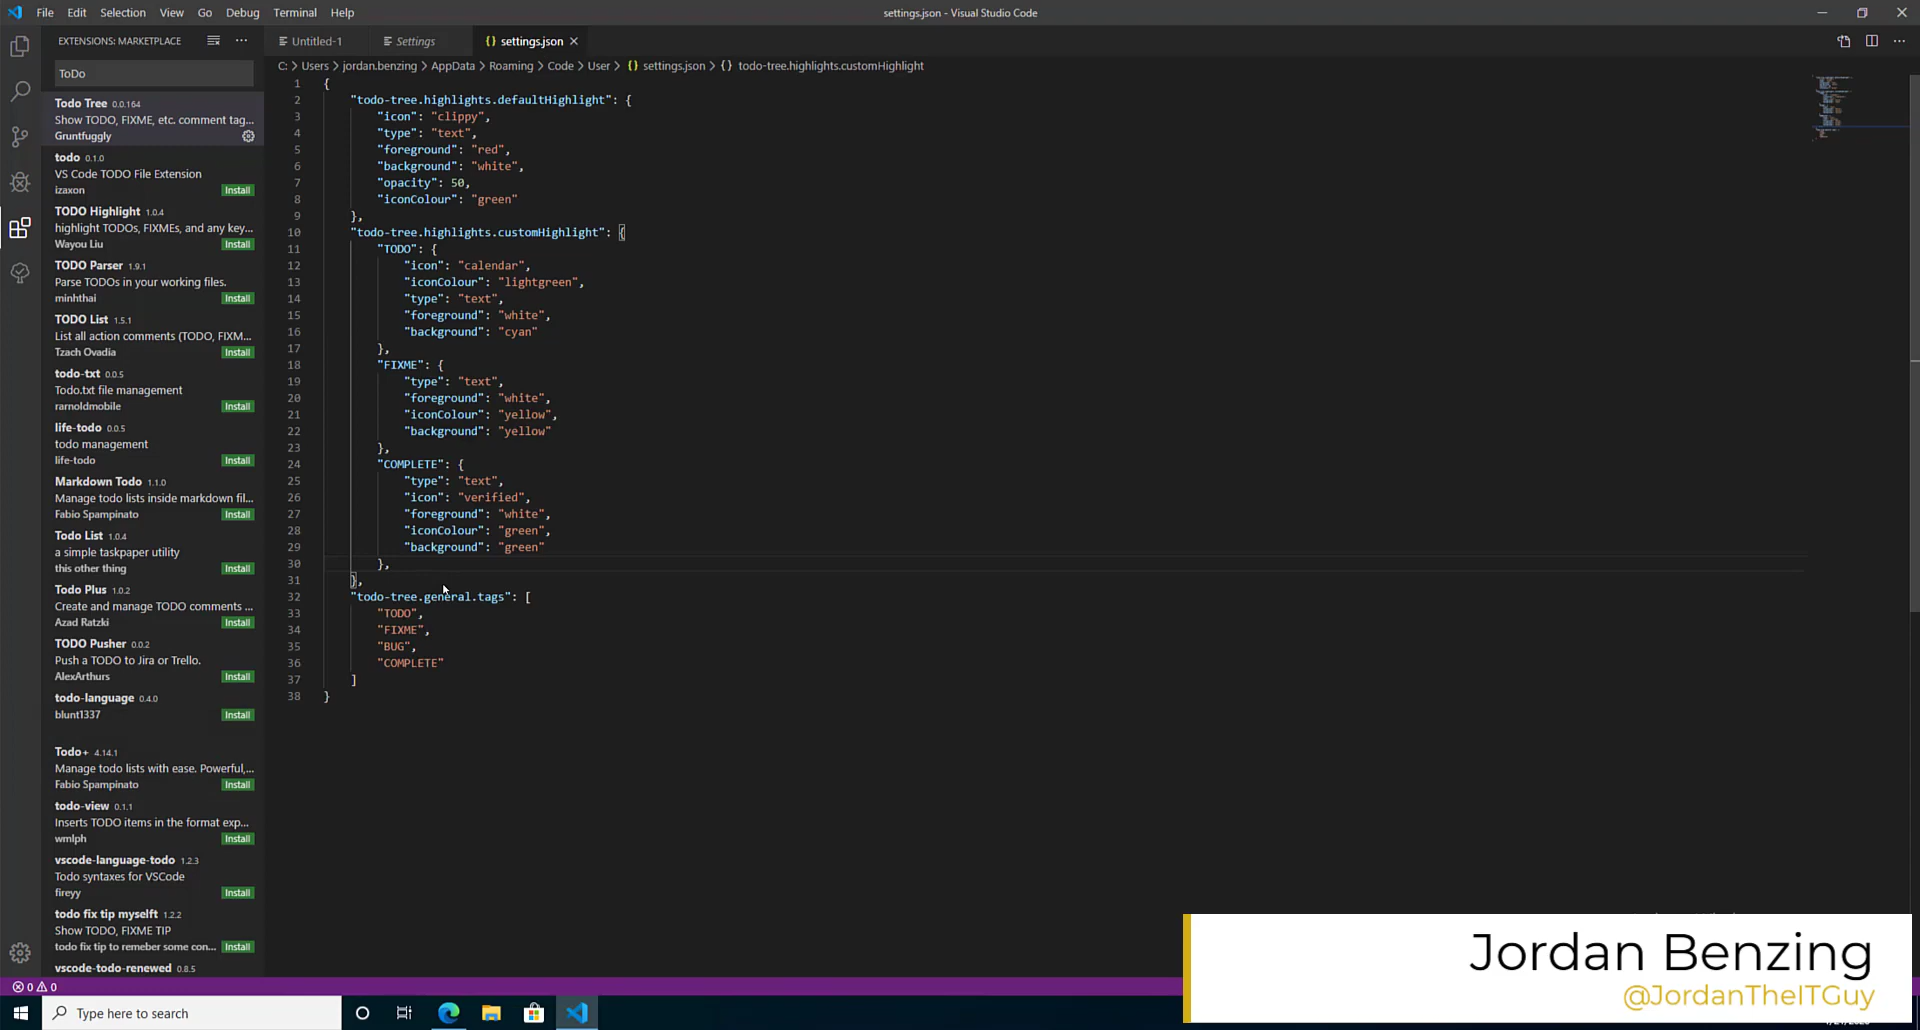 File Edit Selection View Go Debug Terminal Help
settings.json - Visual Studio Code
EXTENSIONS: MARKETPLACE
ToDo
Todo Tree 0.0.164
Show TODO, FIXME, etc. comment tag...
Gruntfuggly
todo 0.1.0
VS Code TODO File Extension
izaxon Install
TODO Highlight 1.0.4
highlight TODOs, FIXMEs, and any key...
Wayou Liu Install
TODO Parser 1.9.1
Parse TODOs in your working files.
minhthai Install
TODO List 1.5.1
List all action comments (TODO, FIXM...
Tzach Ovadia Install
todo-txt 0.0.5
Todo.txt file management
rarnoldmobile Install
life-todo 0.0.5
todo management
life-todo Install
Markdown Todo 1.1.0
Manage todo lists inside markdown fil...
Fabio Spampinato Install
Todo List 1.0.4
a simple taskpaper utility
this other thing Install
Todo Plus 1.0.2
Create and manage TODO comments ...
Azad Ratzki Install
TODO Pusher 0.0.2
Push a TODO to Jira or Trello.
AlexArthurs Install
todo-language 0.4.0
blunt1337 Install
Todo+ 4.14.1
Manage todo lists with ease. Powerful,...
Fabio Spampinato Install
todo-view 0.1.1
Inserts TODO items in the format exp...
wmlph Install
vscode-language-todo 1.2.3
Todo syntaxes for VSCode
fireyy Install
todo fix tip myselft 1.2.2
Show TODO, FIXME TIP
todo fix tip to remeber some con... Install
vscode-todo-renewed 0.8.5
Untitled-1 Settings {} settings.json
C: > Users > jordan.benzing > AppData > Roaming > Code > User > {} settings.json > {} todo-tree.highlights.customHighlight
1 {
2 "todo-tree.highlights.defaultHighlight": {
3 "icon": "clippy",
4 "type": "text",
5 "foreground": "red",
6 "background": "white",
7 "opacity": 50,
8 "iconColour": "green"
9 },
10 "todo-tree.highlights.customHighlight": {
11 "TODO": {
12 "icon": "calendar",
13 "iconColour": "lightgreen",
14 "type": "text",
15 "foreground": "white",
16 "background": "cyan"
17 },
18 "FIXME": {
19 "type": "text",
20 "foreground": "white",
21 "iconColour": "yellow",
22 "background": "yellow"
23 },
24 "COMPLETE": {
25 "type": "text",
26 "icon": "verified",
27 "foreground": "white",
28 "iconColour": "green",
29 "background": "green"
30 },
31 },
32 "todo-tree.general.tags": [
33 "TODO",
34 "FIXME",
35 "BUG",
36 "COMPLETE"
37 ]
38 }
0 0
Type here to search
Jordan Benzing
@JordanTheITGuy